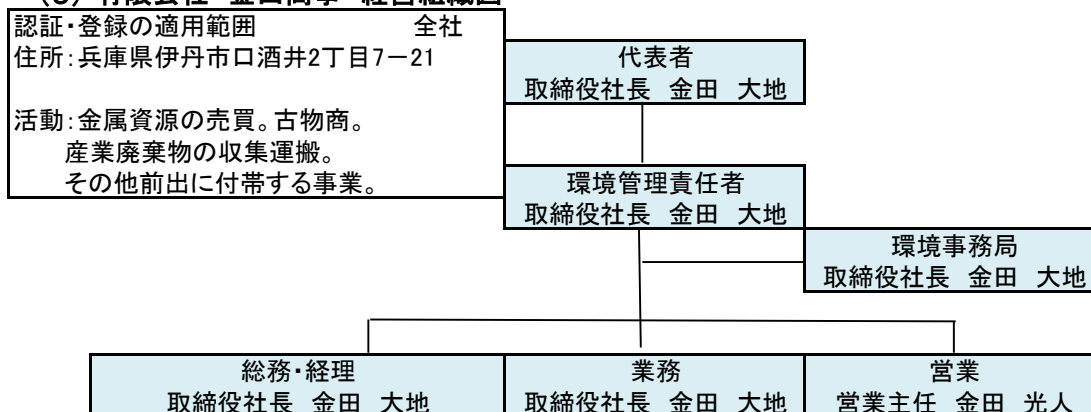 認証・登録の適用範囲　全社
住所：兵庫県伊丹市口酒井2丁目7－21
活動：金属資源の売買。古物商。
産業廃棄物の収集運搬。
その他前出に付帯する事業。
代表者
取締役社長　金田　大地
環境管理責任者
取締役社長　金田　大地
環境事務局
取締役社長　金田　大地
総務・経理
取締役社長　金田　大地
業務
取締役社長　金田　大地
営業
営業主任　金田　光人